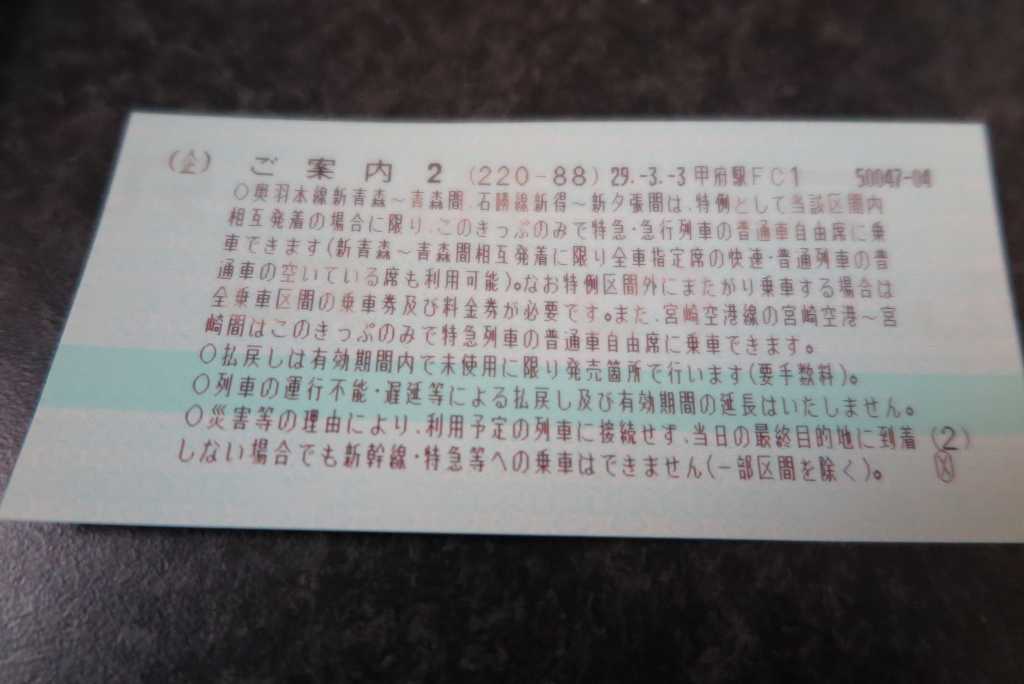 (企) ご案内2 (220-88) 29.-3.-3 甲府駅FC1 50047-04
○奥羽本線新青森～青森間、石勝線新得～新夕張間は、特例として当該区間内
相互発着の場合に限り、このきっぷのみで特急・急行列車の普通車自由席に乗
車できます(新青森～青森間相互発着に限り全車指定席の快速・普通列車の普
通車の空いている席も利用可能)。なお特例区間外にまたがり乗車する場合は
全乗車区間の乗車券及び料金券が必要です。また、宮崎空港線の宮崎空港～宮
崎間はこのきっぷのみで特急列車の普通車自由席に乗車できます。
○払戻しは有効期間内で未使用に限り発売箇所で行います(要手数料)。
○列車の運行不能・遅延等による払戻し及び有効期間の延長はいたしません。
○災害等の理由により、利用予定の列車に接続せず、当日の最終目的地に到着 (2)
しない場合でも新幹線・特急等への乗車はできません(一部区間を除く)。 Ⓧ